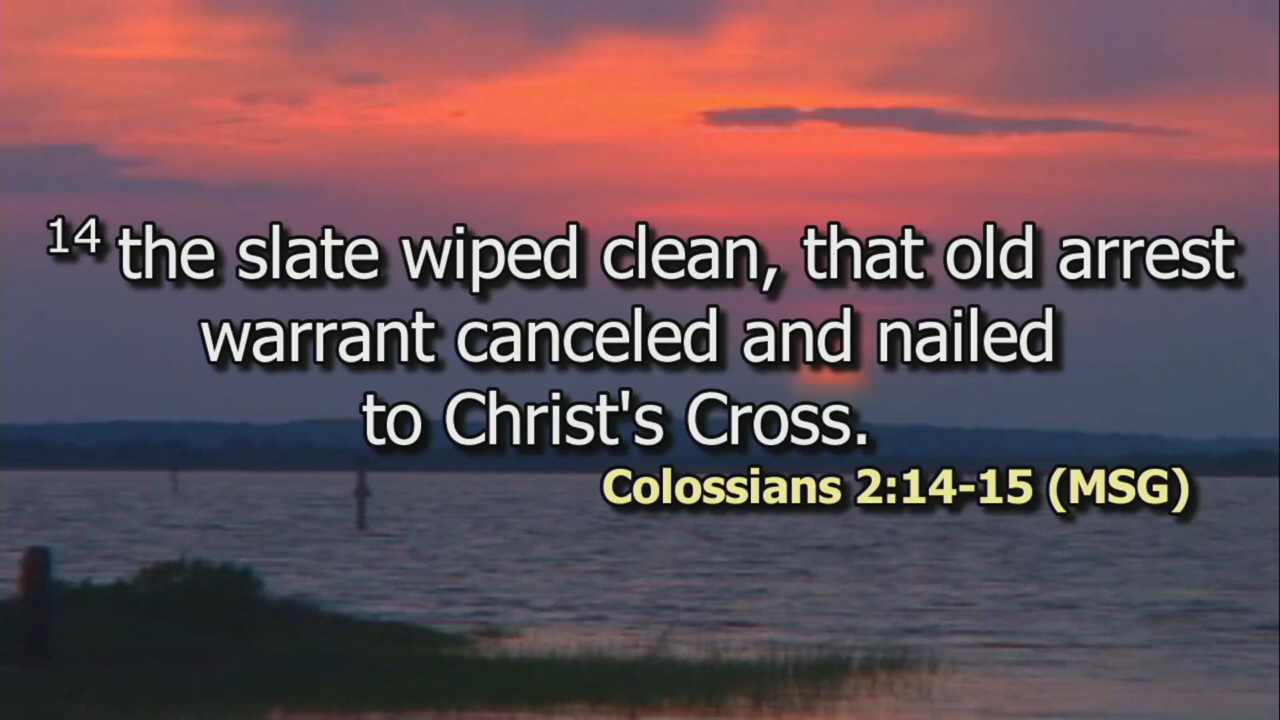 14 the slate wiped clean, that old arrest
warrant canceled and nailed
to Christ's Cross.
Colossians 2:14-15 (MSG)